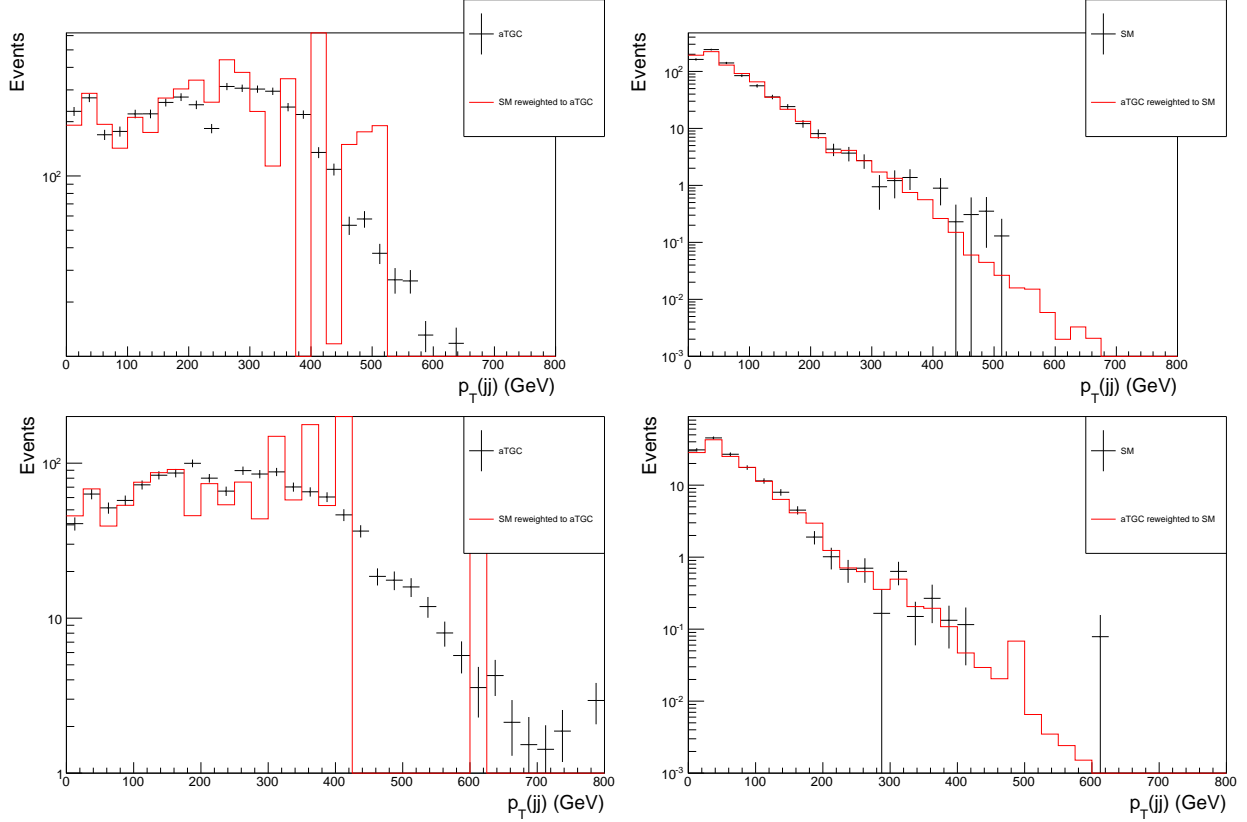 Events
aTGC
SM reweighted to aTGC
10²
0 100 200 300 400 500 600 700 800
p_T(jj) (GeV)
Events
SM
aTGC reweighted to SM
10²
10
1
10⁻¹
10⁻²
10⁻³
0 100 200 300 400 500 600 700 800
p_T(jj) (GeV)
Events
aTGC
SM reweighted to aTGC
10²
10
1
0 100 200 300 400 500 600 700 800
p_T(jj) (GeV)
Events
SM
aTGC reweighted to SM
10
1
10⁻¹
10⁻²
10⁻³
0 100 200 300 400 500 600 700 800
p_T(jj) (GeV)